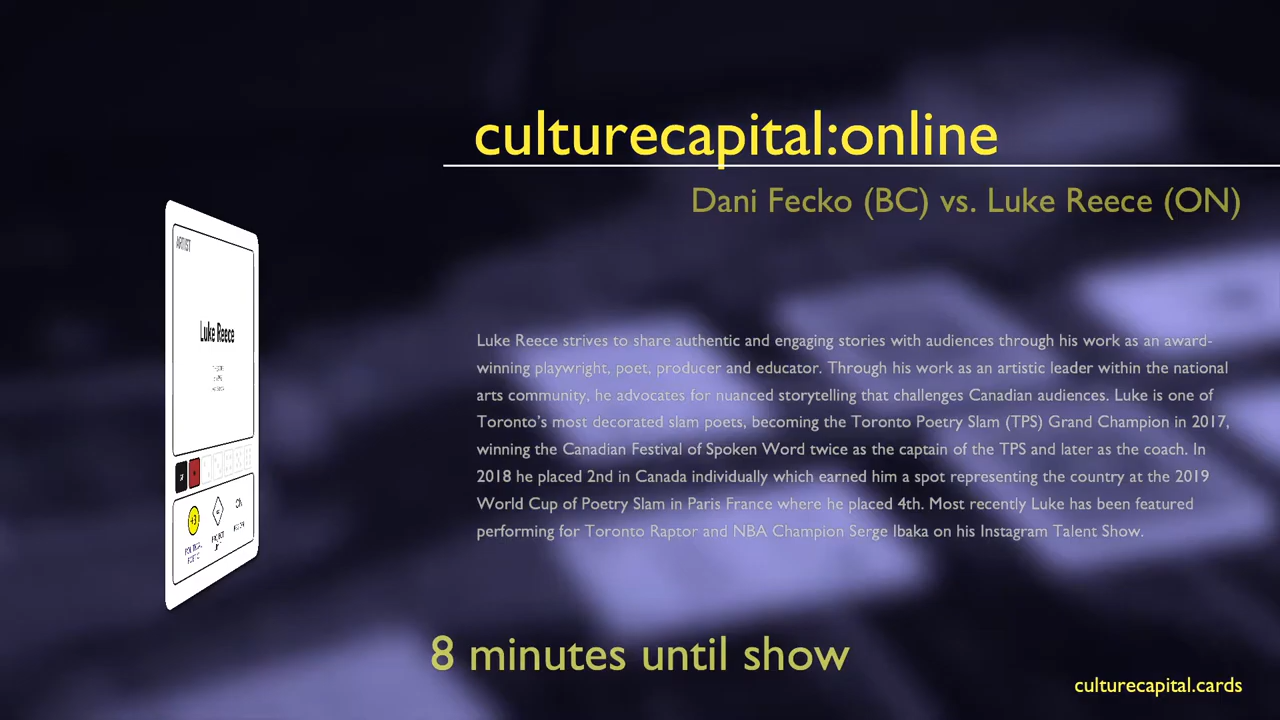 culturecapital:online
Dani Fecko (BC) vs. Luke Reece (ON)
ARTIST
Luke Reece
Luke Reece strives to share authentic and engaging stories with audiences through his work as an award-
winning playwright, poet, producer and educator. Through his work as an artistic leader within the national
arts community, he advocates for nuanced storytelling that challenges Canadian audiences. Luke is one of
Toronto's most decorated slam poets, becoming the Toronto Poetry Slam (TPS) Grand Champion in 2017,
winning the Canadian Festival of Spoken Word twice as the captain of the TPS and later as the coach. In
2018 he placed 2nd in Canada individually which earned him a spot representing the country at the 2019
World Cup of Poetry Slam in Paris France where he placed 4th. Most recently Luke has been featured
performing for Toronto Raptor and NBA Champion Serge Ibaka on his Instagram Talent Show.
+3
ON
8 minutes until show
culturecapital.cards